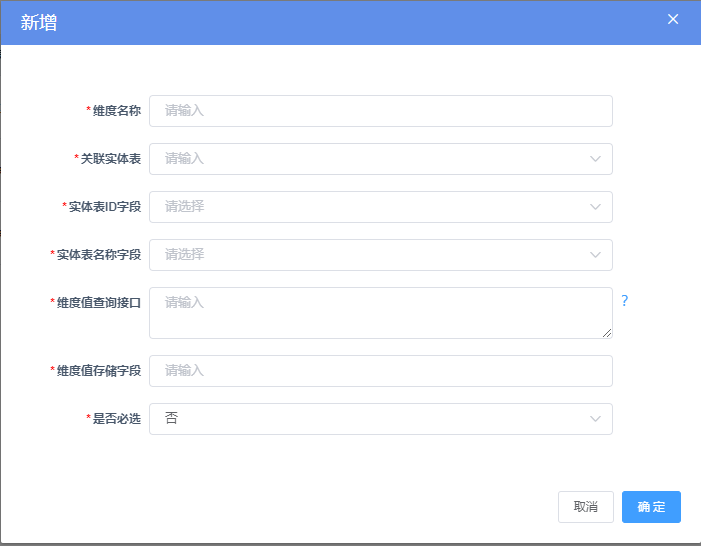 新增
*维度名称 请输入
*关联实体表 请输入
*实体表ID字段 请选择
*实体表名称字段 请选择
*维度值查询接口 请输入 ?
*维度值存储字段 请输入
*是否必选 否
取消 确定